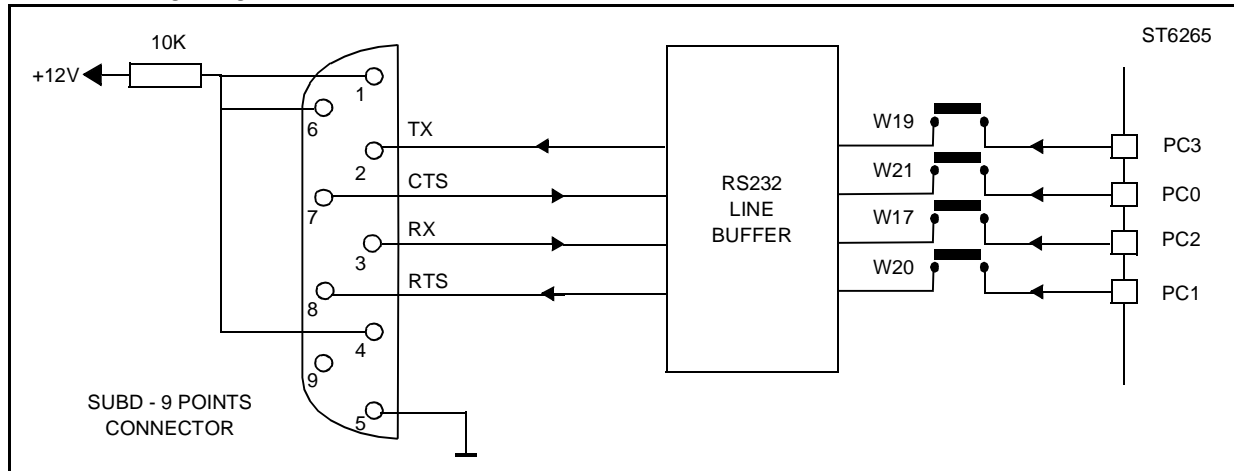 ST6265
10K
+12V
1
6
TX
2
CTS
7
RX
3
RTS
8
4
9
5
SUBD - 9 POINTS
CONNECTOR
RS232
LINE
BUFFER
W19
PC3
W21
PC0
W17
PC2
W20
PC1